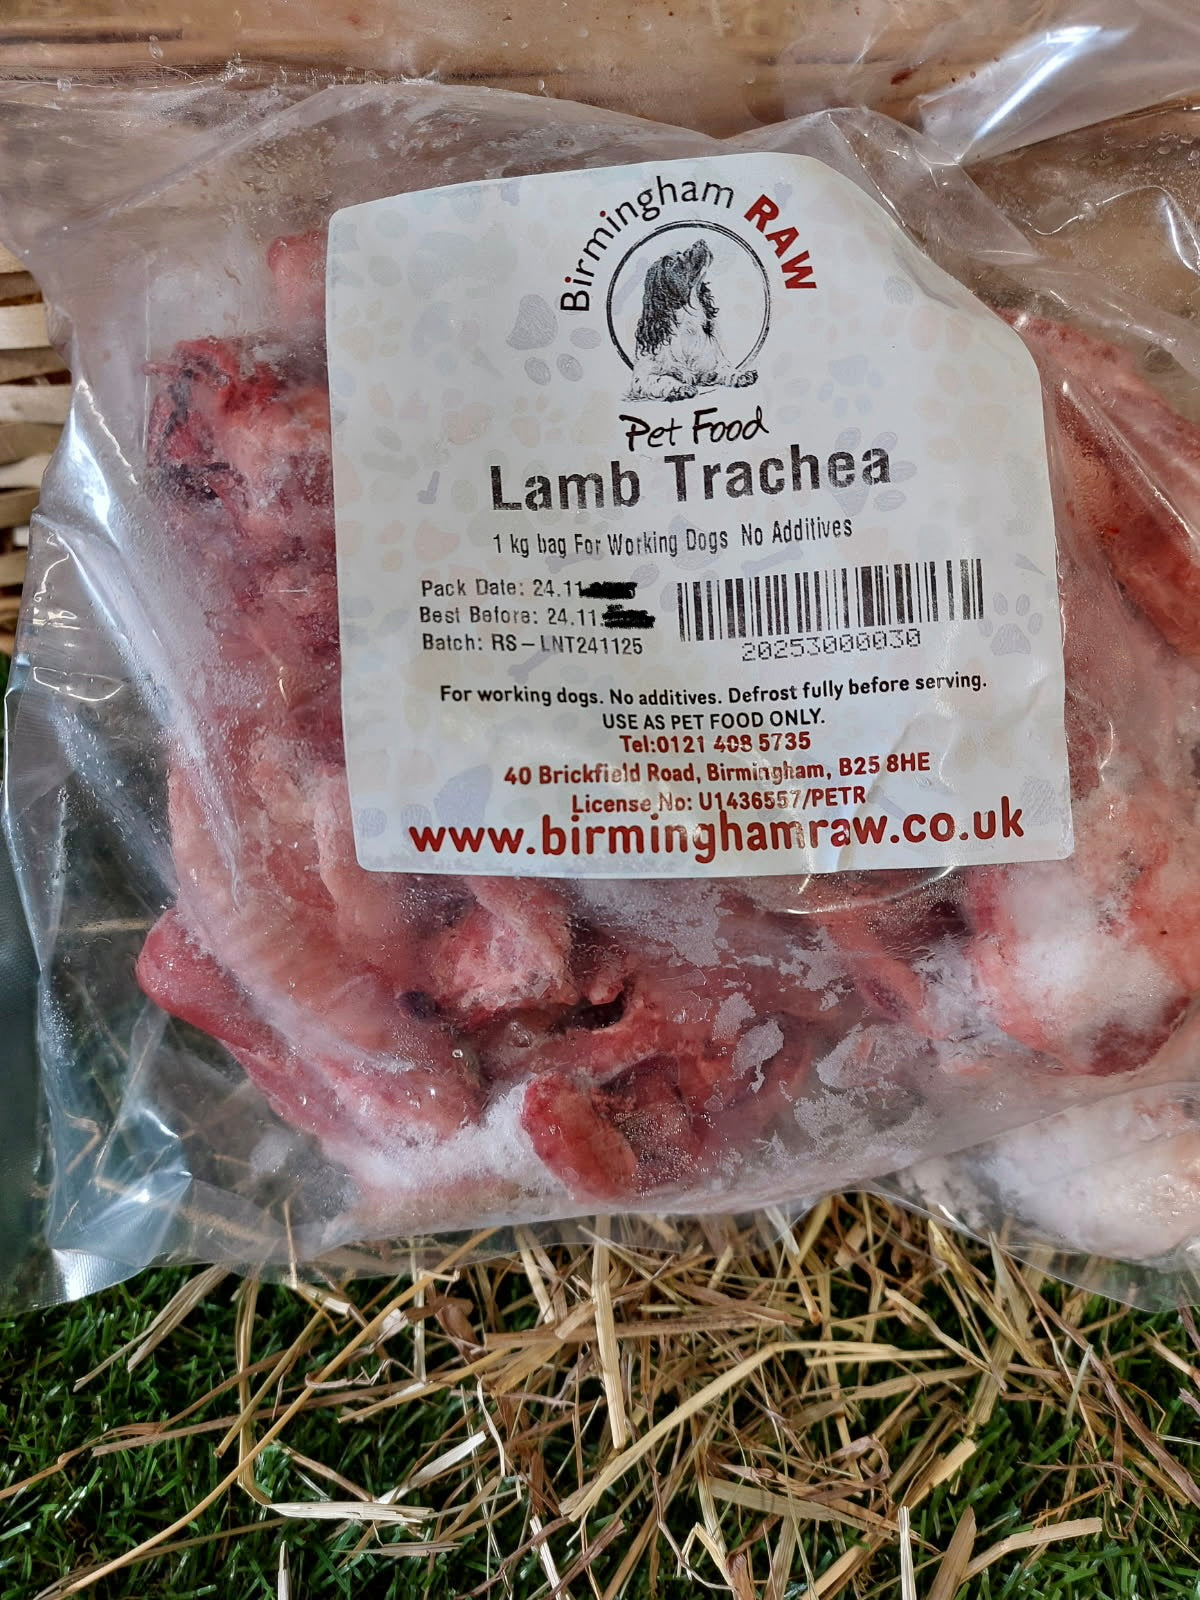 Birmingham RAW
Pet Food
Lamb Trachea
1 kg bag For Working Dogs No Additives
Pack Date: 24.11
Best Before: 24.11
Batch: RS-LNT241125
20253000030
For working dogs. No additives. Defrost fully before serving.
USE AS PET FOOD ONLY.
Tel:0121 408 5735
40 Brickfield Road, Birmingham, B25 8HE
License No: U1436557/PETR
www.birminghamraw.co.uk